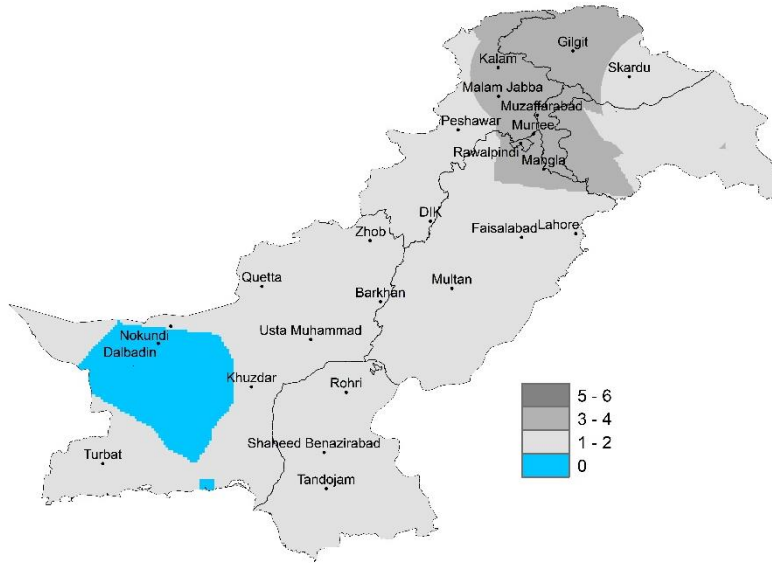 Gilgit
Kalam
Skardu
Malam Jabba
Muzaffarabad
Peshawar
Murree
Rawalpindi
Mangla
DIK
Zhob
Faisalabad
Lahore
Quetta
Multan
Barkhan
Nokundi
Usta Muhammad
Dalbadin
Khuzdar
Rohri
5 - 6
3 - 4
1 - 2
0
Shaheed Benazirabad
Turbat
Tandojam